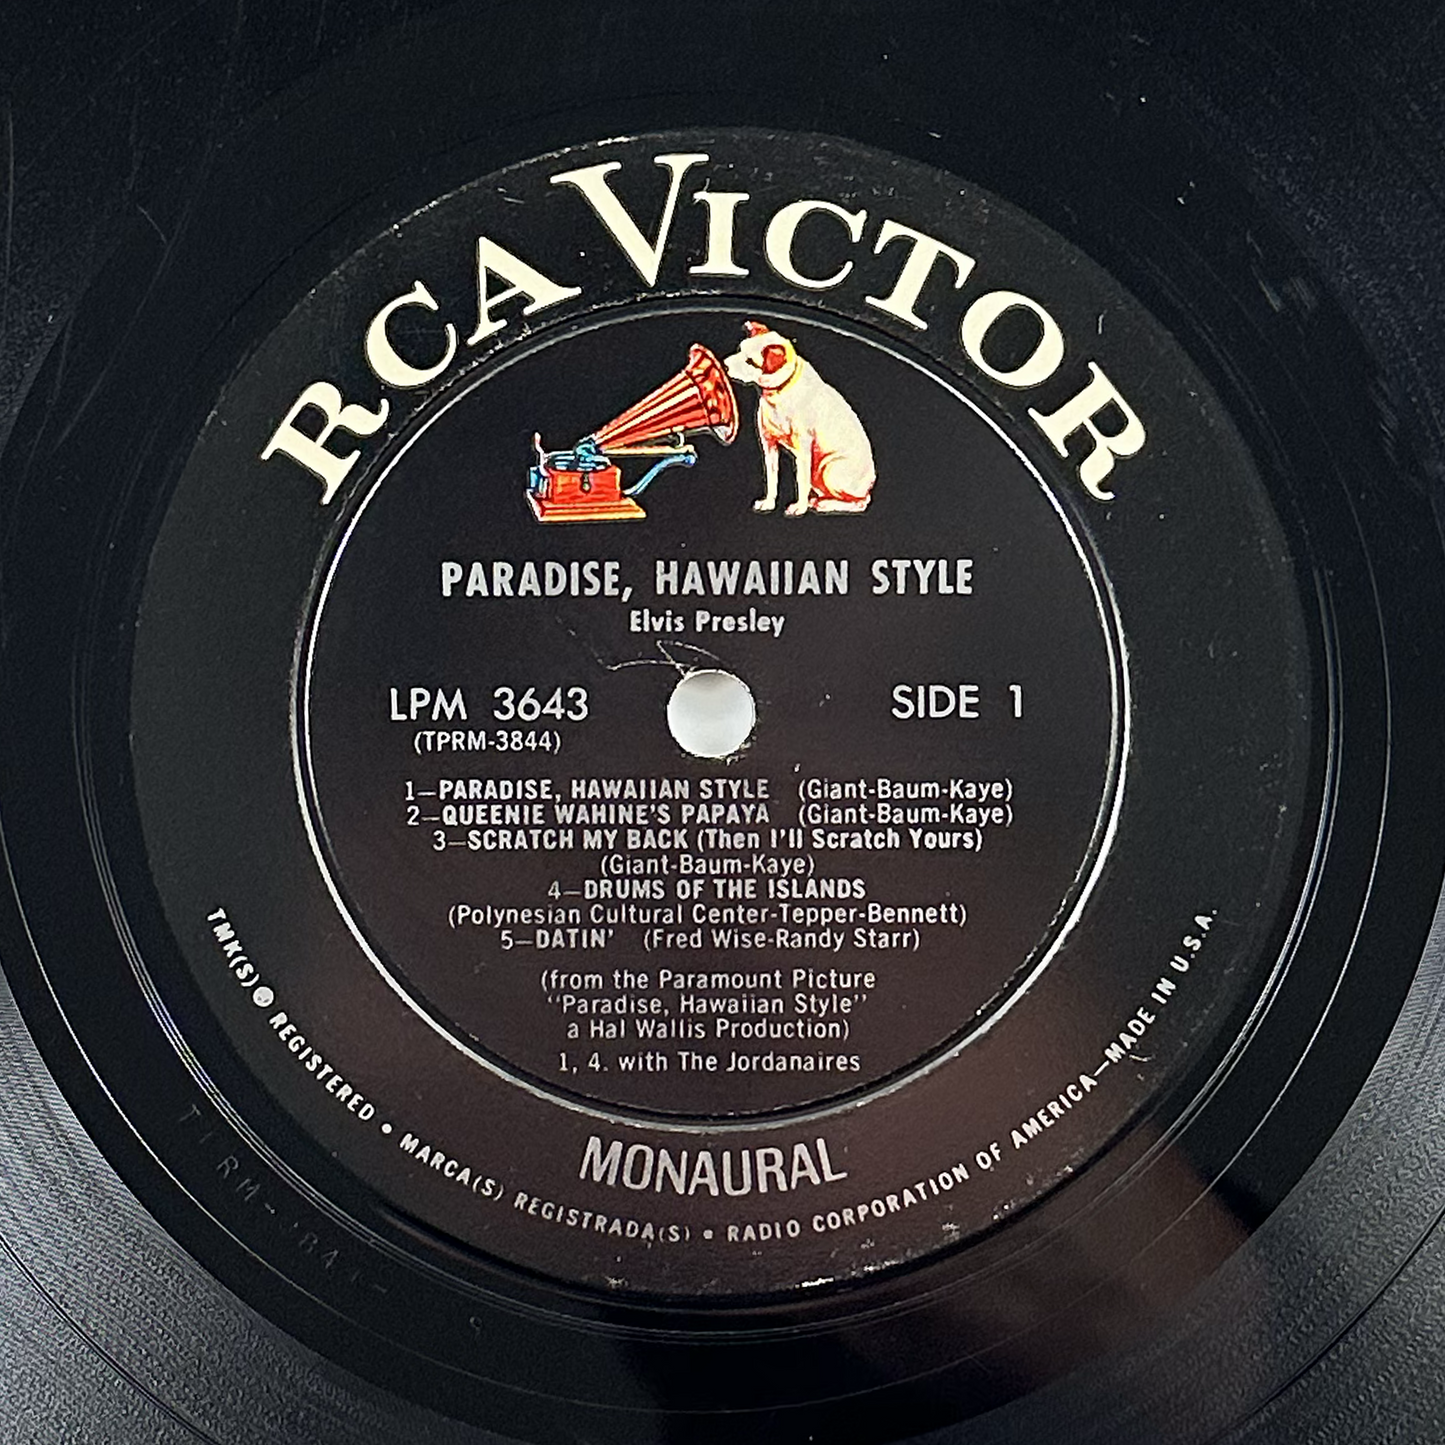 RCA VICTOR
PARADISE, HAWAIIAN STYLE
Elvis Presley
LPM 3643
SIDE 1
(TPRM-3844)
1—PARADISE, HAWAIIAN STYLE (Giant-Baum-Kaye)
2—QUEENIE WAHINE'S PAPAYA (Giant-Baum-Kaye)
3—SCRATCH MY BACK (Then I'll Scratch Yours)
(Giant-Baum-Kaye)
4—DRUMS OF THE ISLANDS
(Polynesian Cultural Center-Tepper-Bennett)
5—DATIN' (Fred Wise-Randy Starr)
(from the Paramount Picture
"Paradise, Hawaiian Style"
a Hal Wallis Production)
1, 4. with The Jordanaires
MONAURAL
TMK(S) ® REGISTERED • MARCA(S) REGISTRADA(S) • RADIO CORPORATION OF AMERICA—MADE IN U.S.A.